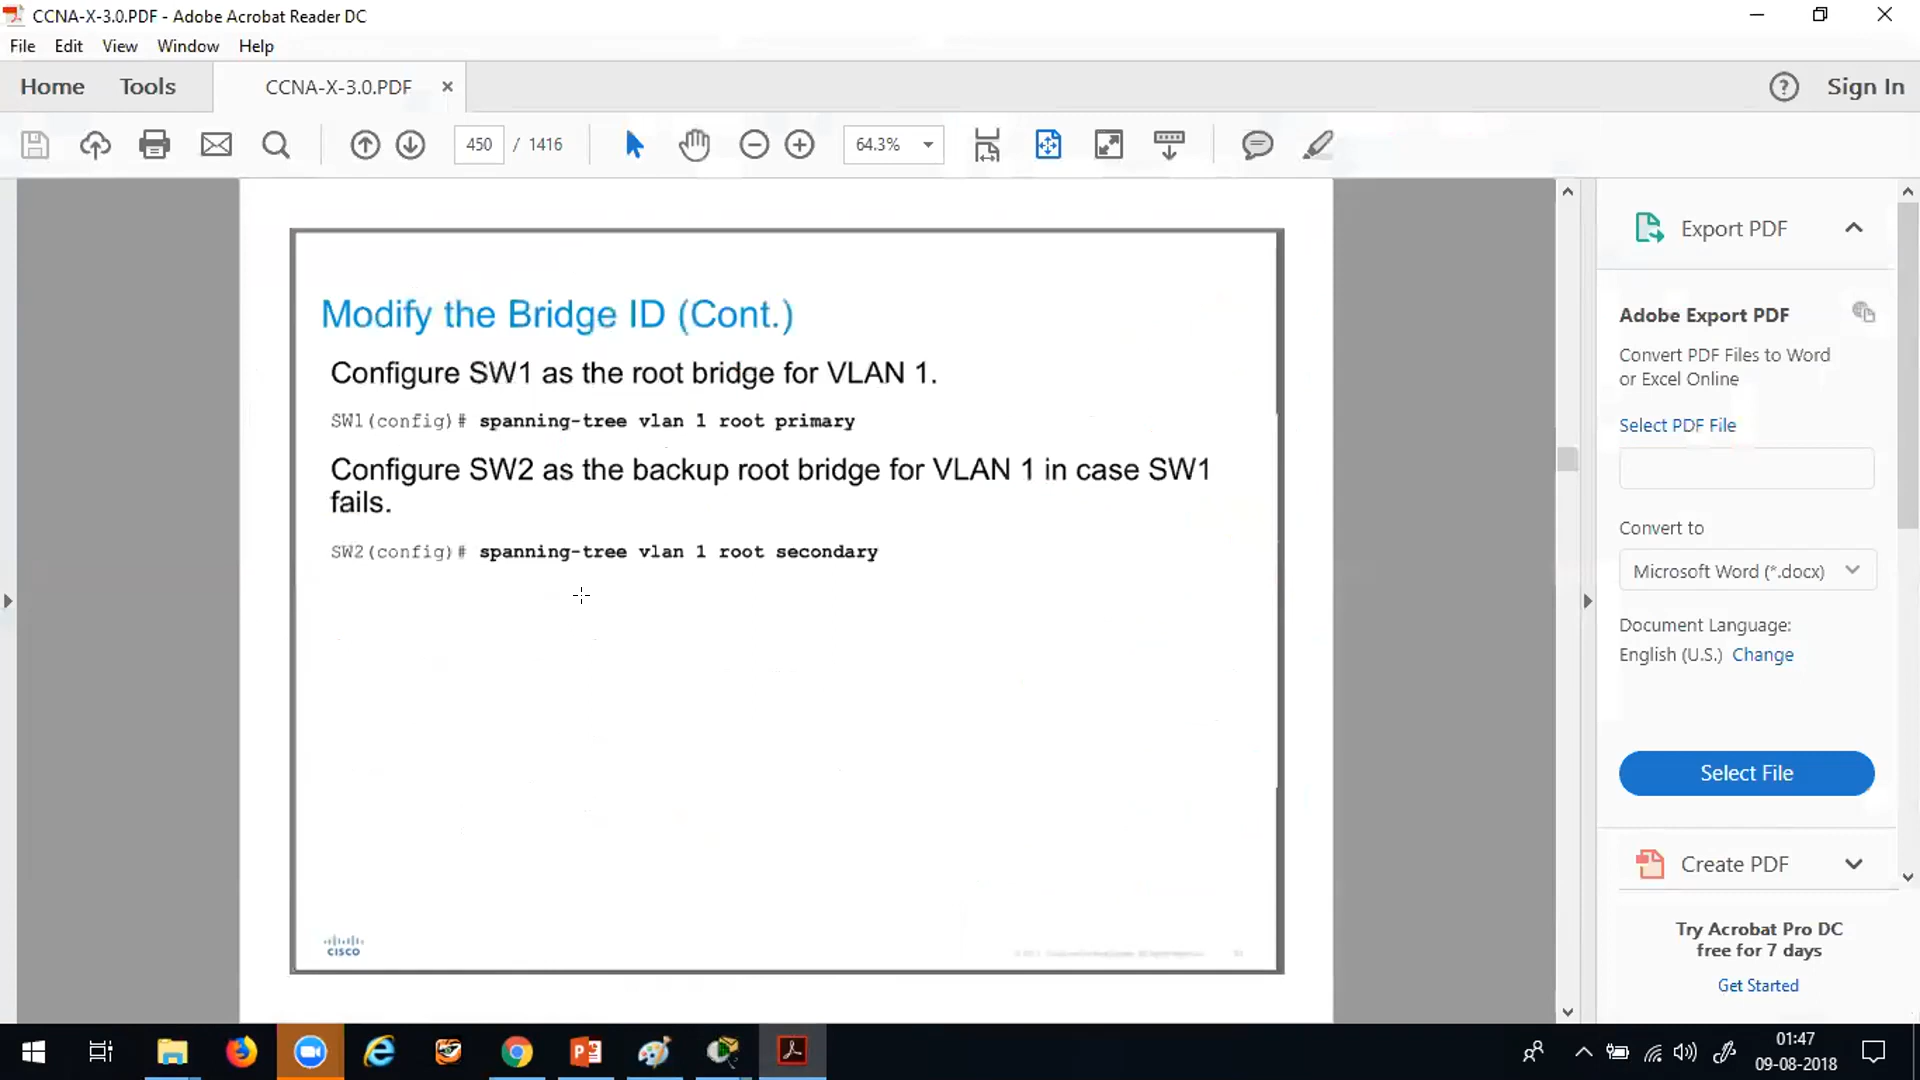 CCNA-X-3.0.PDF - Adobe Acrobat Reader DC
File Edit View Window Help
Home Tools CCNA-X-3.0.PDF × ? Sign In
450 / 1416 64.3%
Modify the Bridge ID (Cont.)
Configure SW1 as the root bridge for VLAN 1.
SW1(config)# spanning-tree vlan 1 root primary
Configure SW2 as the backup root bridge for VLAN 1 in case SW1
fails.
SW2(config)# spanning-tree vlan 1 root secondary
CISCO
Export PDF
Adobe Export PDF
Convert PDF Files to Word
or Excel Online
Select PDF File
Convert to
Microsoft Word (*.docx)
Document Language:
English (U.S.) Change
Select File
Create PDF
Try Acrobat Pro DC
free for 7 days
Get Started
01:47
09-08-2018